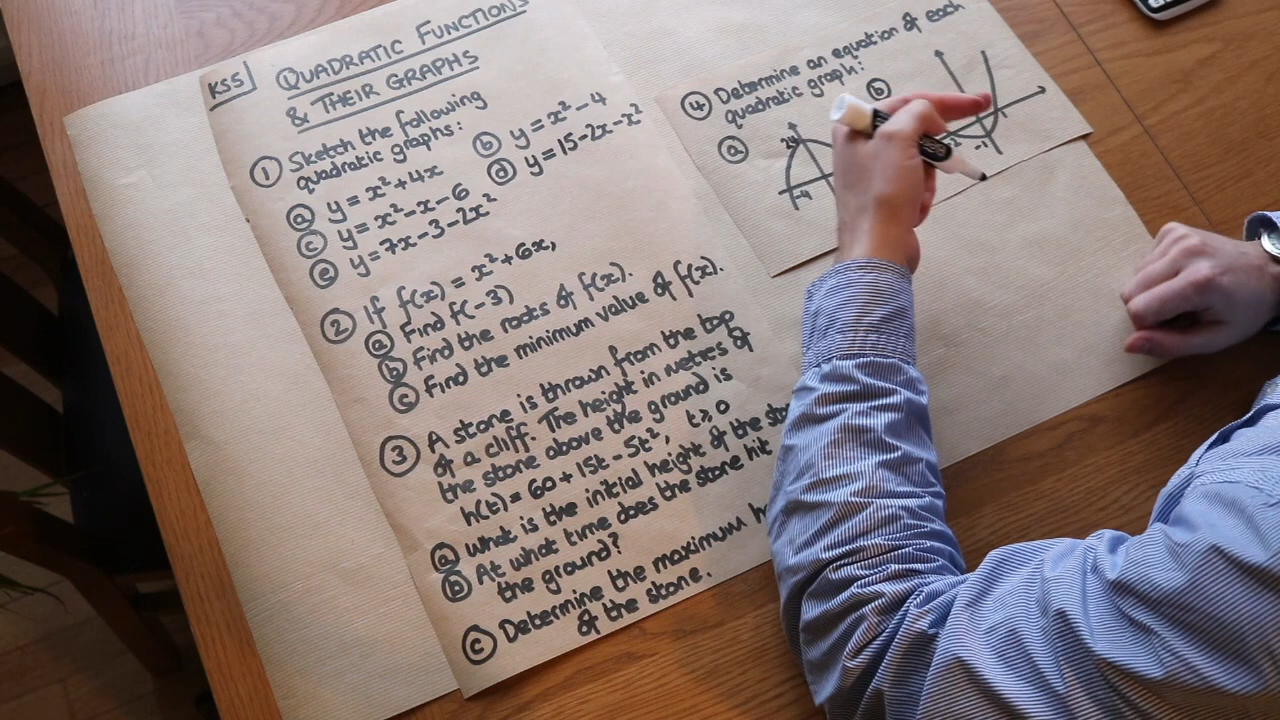 KS5
QUADRATIC FUNCTIONS
& THEIR GRAPHS
① Sketch the following
quadratic graphs:
ⓐ y = x² + 4x
ⓑ y = x² - 4
ⓒ y = x² - x - 6
ⓓ y = 15 - 2x - x²
ⓔ y = 7x - 3 - 2x²
② If f(x) = x² + 6x,
ⓐ Find f(-3)
ⓑ Find the roots of f(x).
ⓒ Find the minimum value of f(x).
③ A stone is thrown from the top
of a cliff. The height in metres of
the stone above the ground is
h(t) = 60 + 15t - 5t², t ≥ 0
ⓐ What is the initial height of the
ⓑ At what time does the stone hit
the ground?
ⓒ Determine the maximum
of the stone.
④ Determine an equation of each
quadratic graph:
ⓐ
24
-4
ⓑ
-1